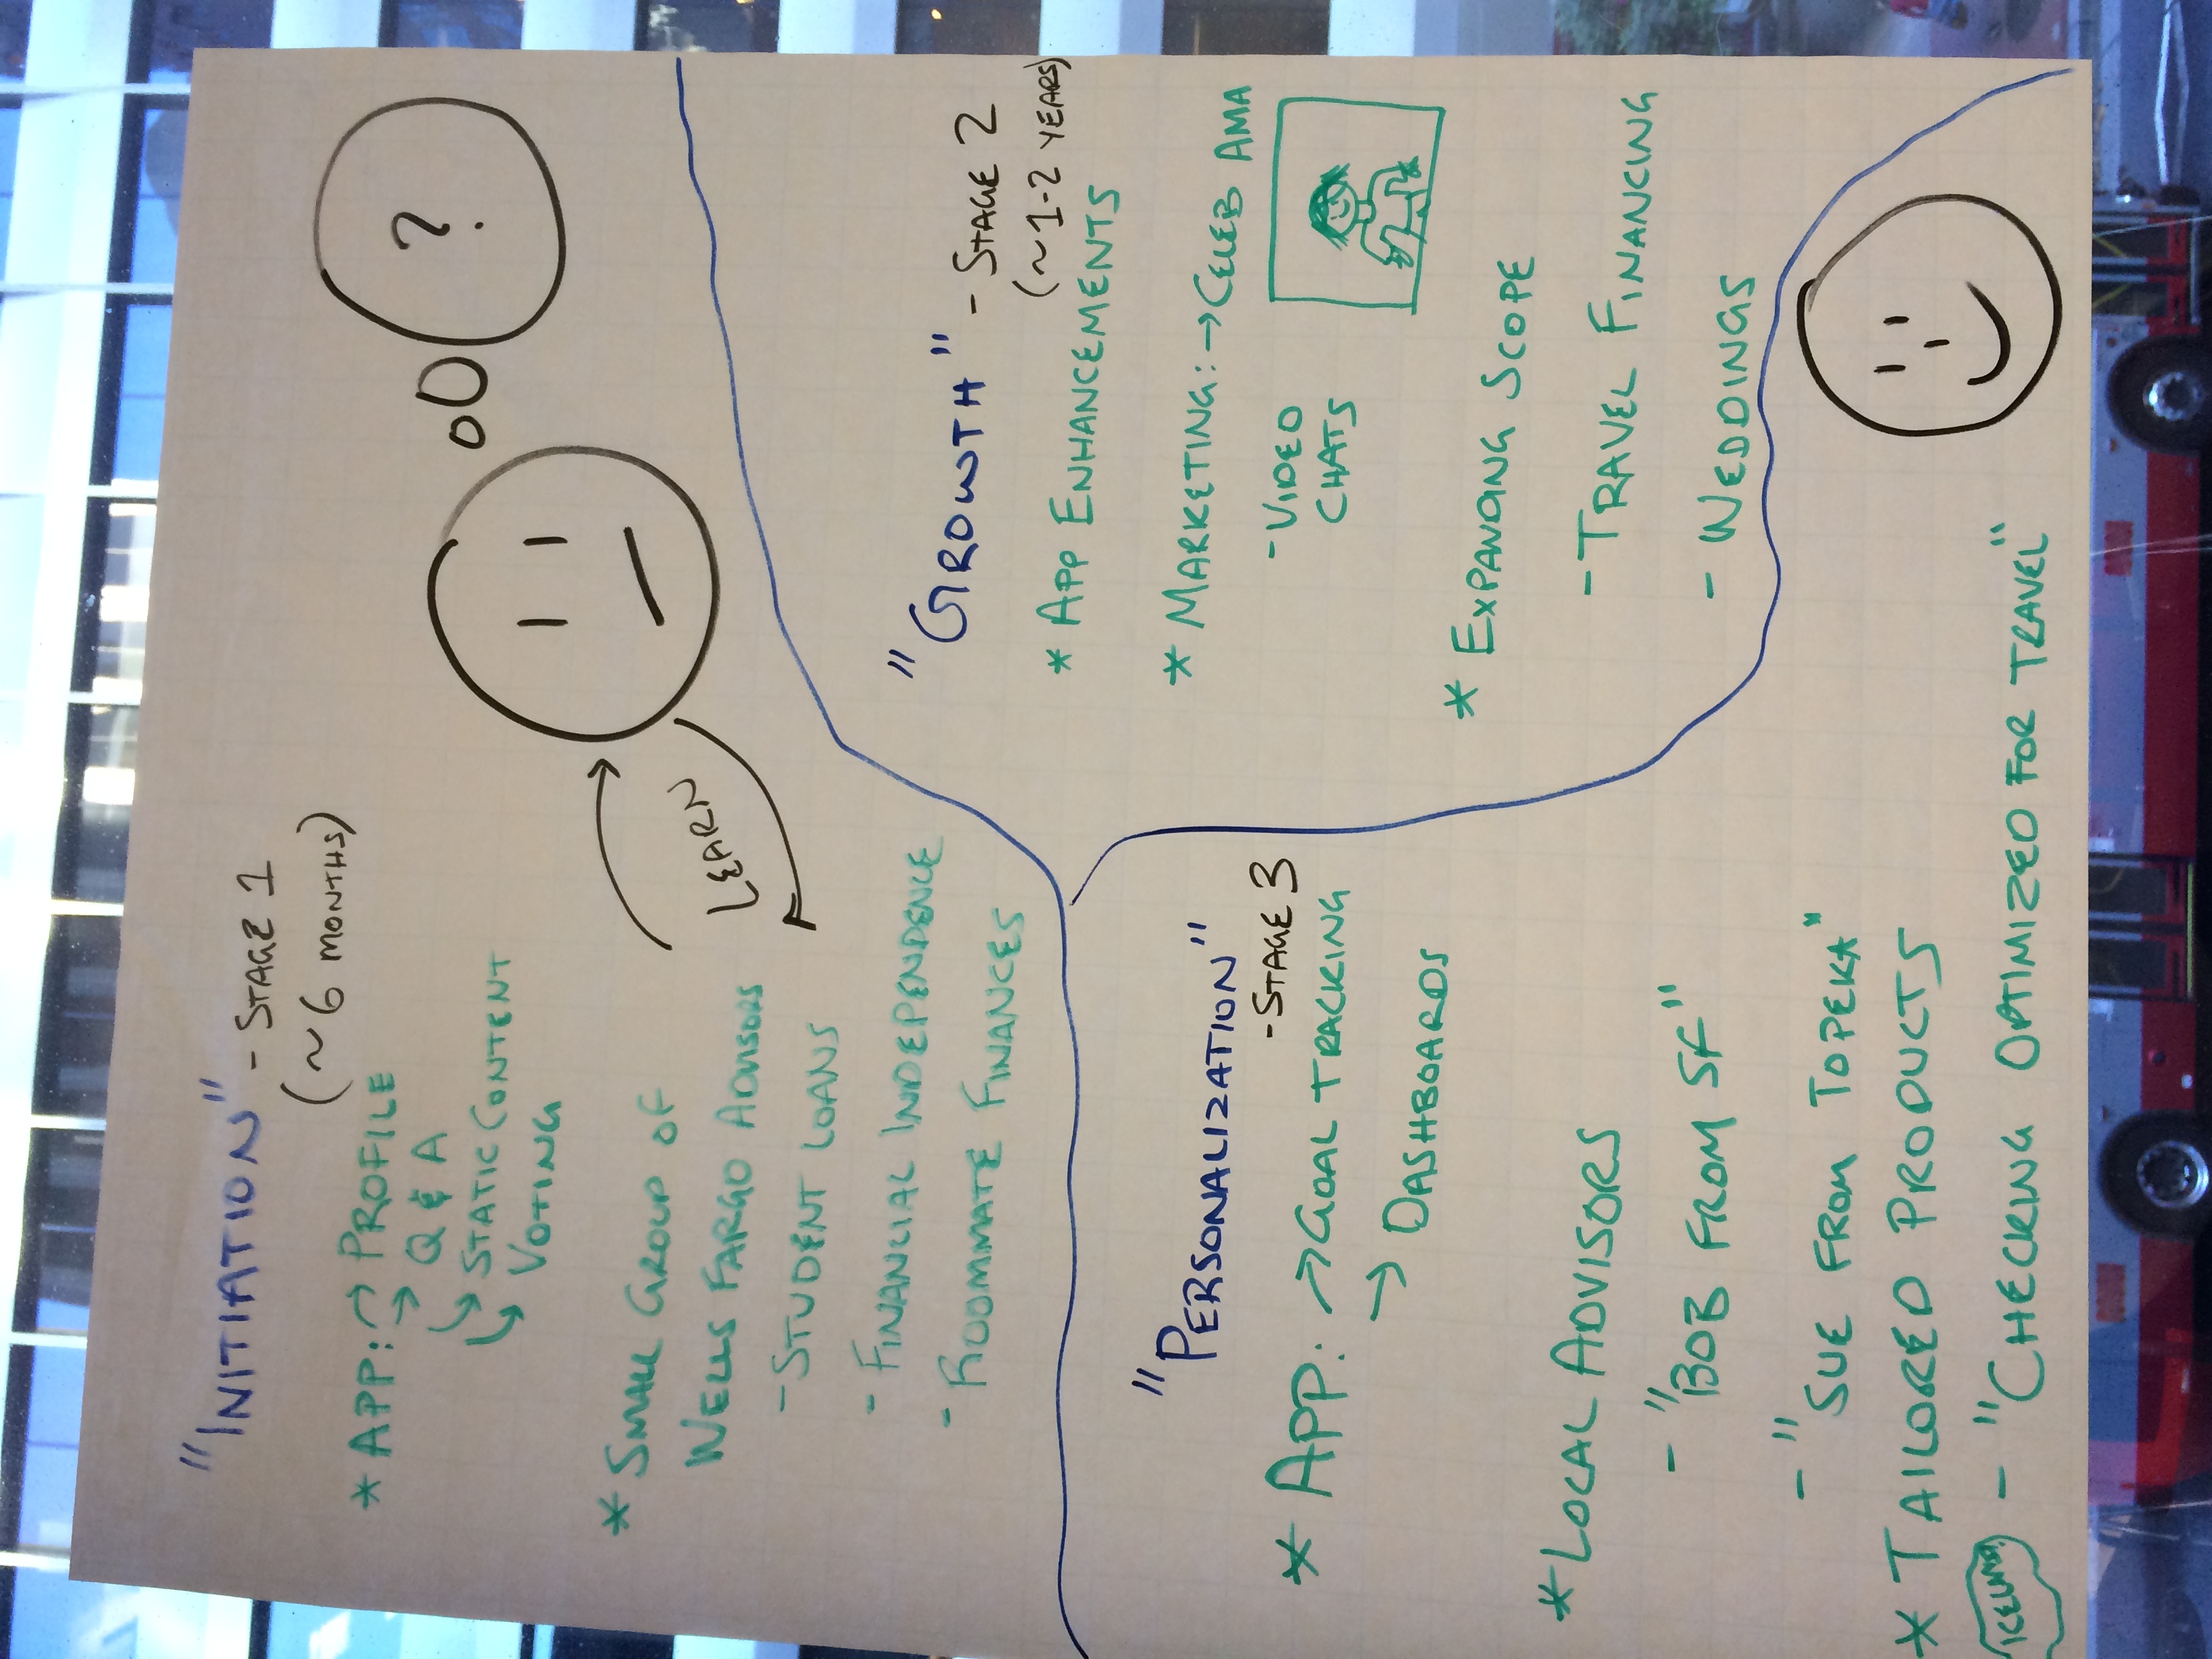 "INITIATION" - STAGE 1
(~6 MONTHS)
* APP: → PROFILE
→ Q & A
→ STATIC CONTENT
→ VOTING
* SMALL GROUP OF
WELLS FARGO ADVISORS
- STUDENT LOANS
- FINANCIAL INDEPENDENCE
- ROOMMATE FINANCES
LEARN
?
"GROWTH" - STAGE 2
(~1-2 YEARS)
* APP ENHANCEMENTS
* MARKETING: → CELEB AMA
- VIDEO
CHATS
* EXPANDING SCOPE
- TRAVEL FINANCING
- WEDDINGS
"PERSONALIZATION"
- STAGE 3
* APP: → GOAL TRACKING
→ DASHBOARDS
* LOCAL ADVISORS
- "BOB FROM SF"
- "SUE FROM TOPEKA"
* TAILORED PRODUCTS
- "CHECKING OPTIMIZED FOR TRAVEL"